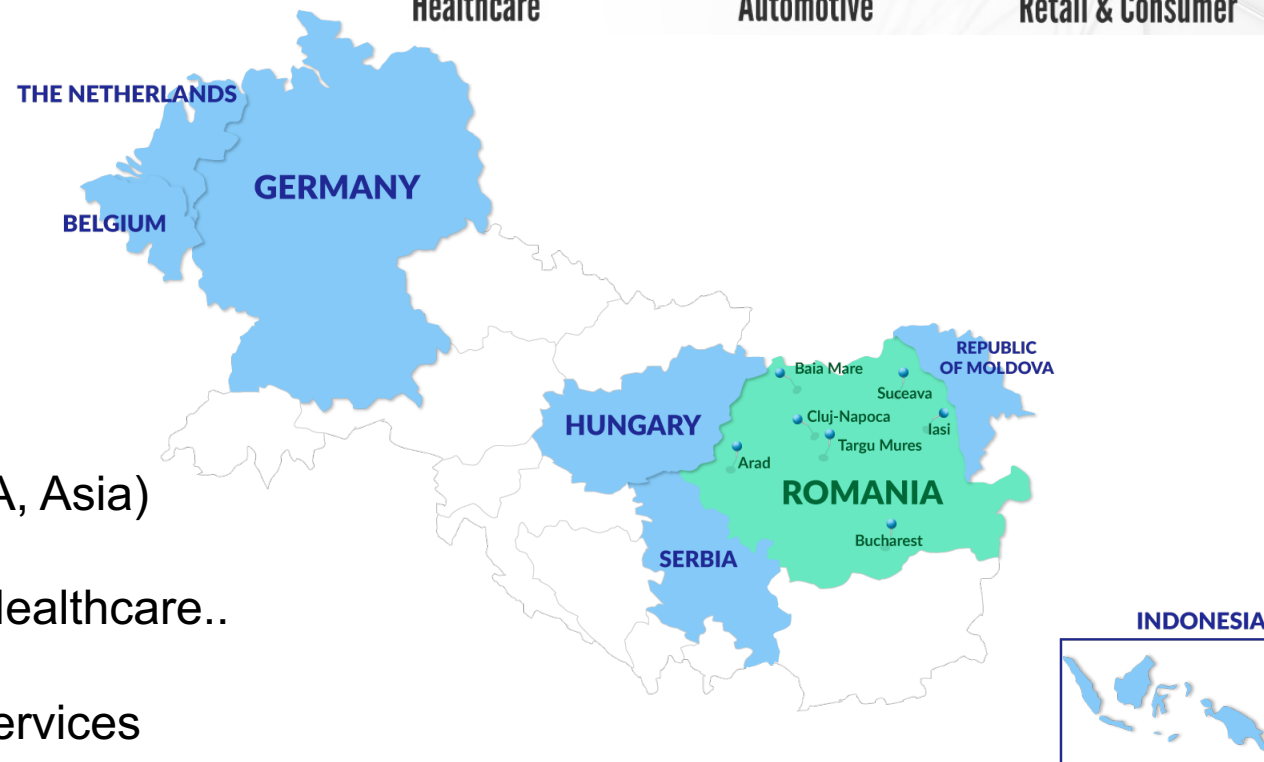 Healthcare Automotive Retail & Consumer
THE NETHERLANDS
GERMANY
BELGIUM
REPUBLIC
OF MOLDOVA
Baia Mare
Suceava
Cluj-Napoca
HUNGARY
Iasi
Targu Mures
Arad
ROMANIA
A, Asia)
Bucharest
SERBIA
Healthcare..
INDONESIA
ervices